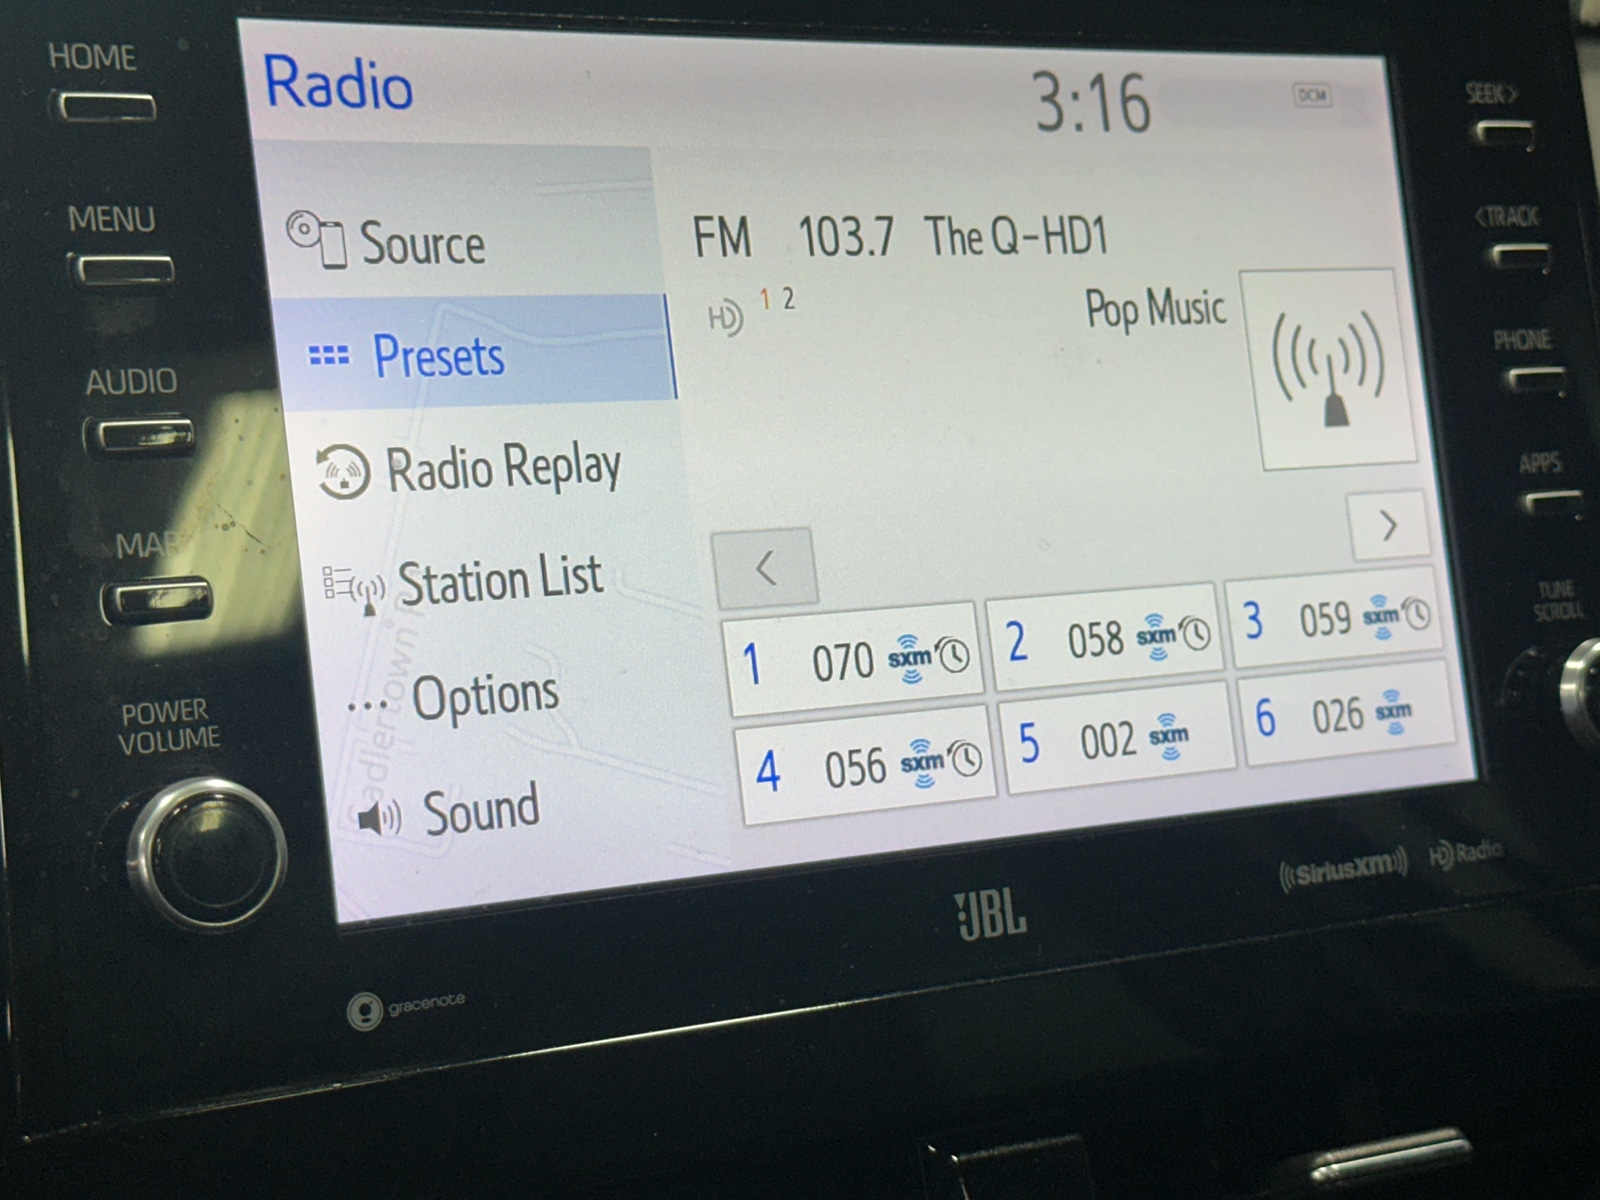 HOME
MENU
AUDIO
MAP
POWER
VOLUME
Radio
3:16
DCM
Source
Presets
Radio Replay
Station List
Options
Sound
FM 103.7 The Q-HD1
HD 1 2
Pop Music
<
>
1 070 sxm
2 058 sxm
3 059 sxm
4 056 sxm
5 002 sxm
6 026 sxm
SEEK>
<TRACK
PHONE
APPS
TUNE
SCROLL
JBL
SiriusXM
HD Radio
gracenote